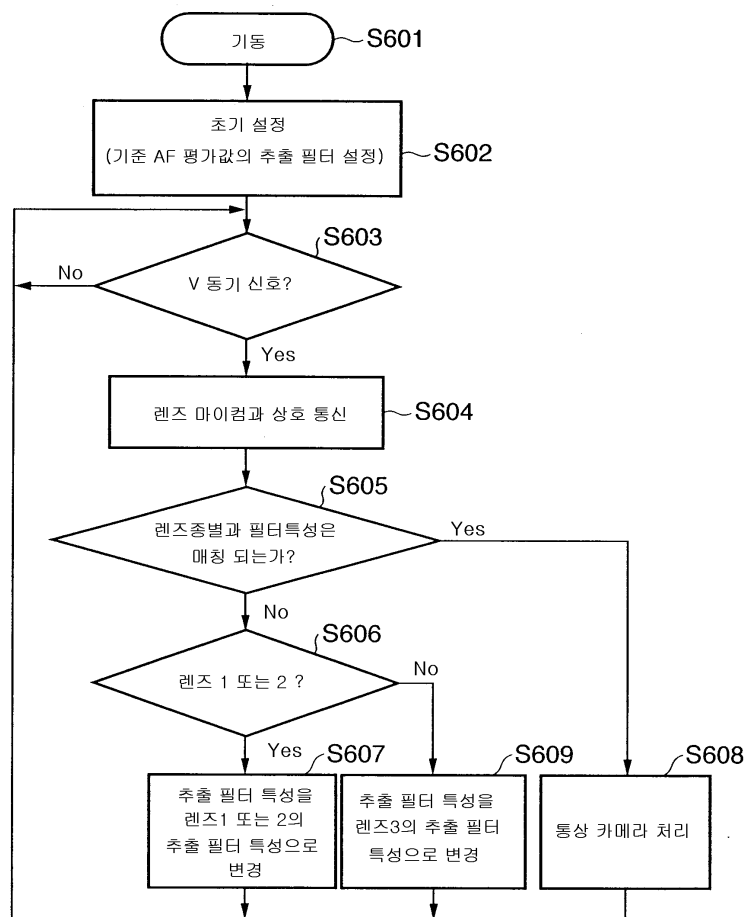 기동
S601
초기 설정
(기준 AF 평가값의 추출 필터 설정)
S602
S603
V 동기 신호?
No
Yes
렌즈 마이컴과 상호 통신
S604
S605
렌즈종별과 필터특성은
매칭 되는가?
Yes
No
S606
렌즈 1 또는 2 ?
No
Yes
S607
추출 필터 특성을
렌즈1 또는 2의
추출 필터 특성으로
변경
S609
추출 필터 특성을
렌즈3의 추출 필터
특성으로 변경
S608
통상 카메라 처리